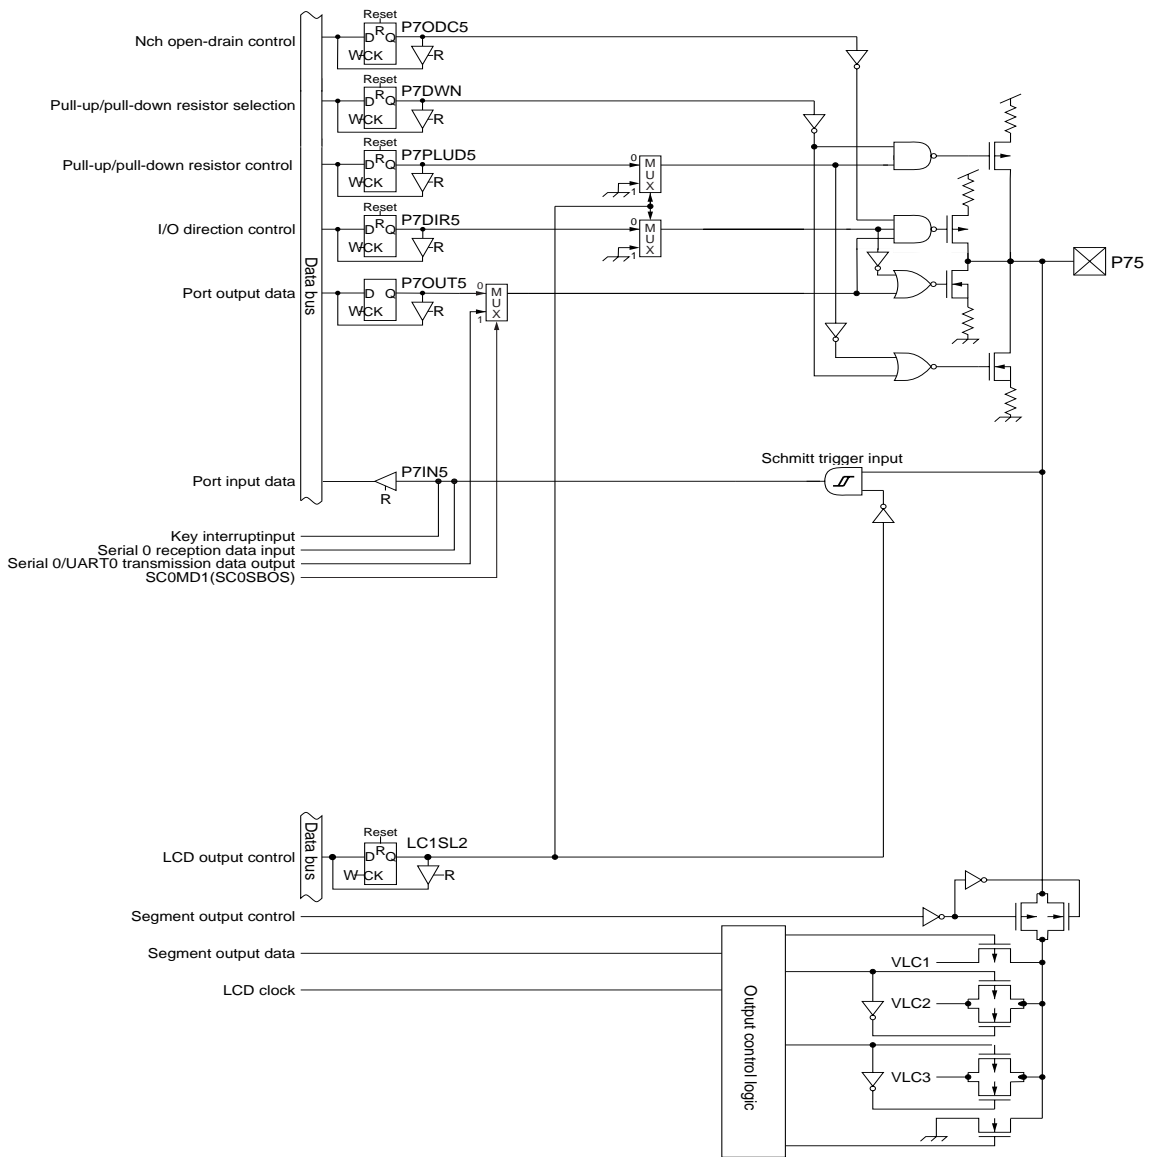 Reset
Nch open-drain control
D R Q
P7ODC5
W CK
R
Reset
Pull-up/pull-down resistor selection
D R Q
P7DWN
W CK
R
Reset
Pull-up/pull-down resistor control
D R Q
P7PLUD5
W CK
R
0
MUX
1
Reset
I/O direction control
D R Q
P7DIR5
W CK
R
0
MUX
1
Data bus
P75
Port output data
D Q
P7OUT5
W CK
R
0
MUX
1
Schmitt trigger input
Port input data
P7IN5
R
Key interruptinput
Serial 0 reception data input
Serial 0/UART0 transmission data output
SC0MD1(SC0SBOS)
Data bus
Reset
LCD output control
D R Q
LC1SL2
W CK
R
Segment output control
Segment output data
LCD clock
Output control logic
VLC1
VLC2
VLC3